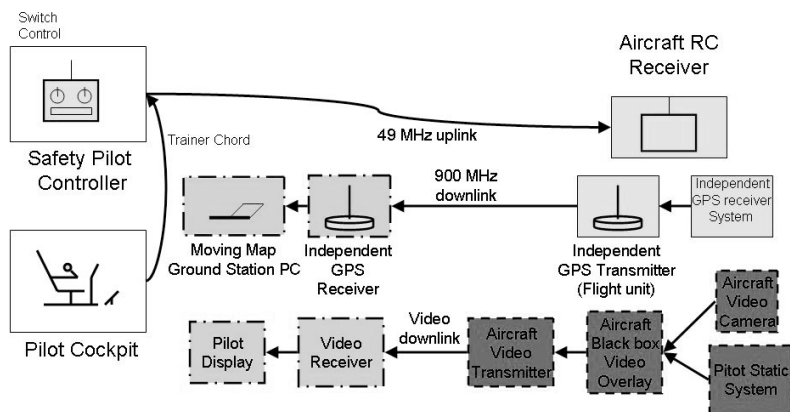 Switch
Control
Aircraft RC
Receiver
Trainer Chord
49 MHz uplink
Safety Pilot
Controller
900 MHz
downlink
Independent
GPS receiver
System
Moving Map
Ground Station PC
Independent
GPS
Receiver
Independent
GPS Transmitter
(Flight unit)
Pilot Cockpit
Pilot
Display
Video
Receiver
Video
downlink
Aircraft
Video
Transmitter
Aircraft
Black box
Video
Overlay
Aircraft
Video
Camera
Pitot Static
System